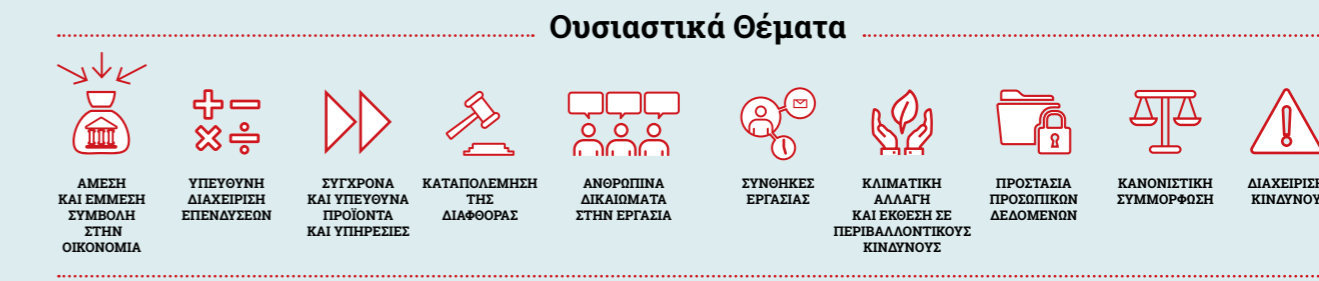 Ουσιαστικά Θέματα
ΑΜΕΣΗ
ΚΑΙ ΕΜΜΕΣΗ
ΣΥΜΒΟΛΗ
ΣΤΗΝ
ΟΙΚΟΝΟΜΙΑ
ΥΠΕΥΘΥΝΗ
ΔΙΑΧΕΙΡΙΣΗ
ΕΠΕΝΔΥΣΕΩΝ
ΣΥΓΧΡΟΝΑ
ΚΑΙ ΥΠΕΥΘΥΝΑ
ΠΡΟΪΟΝΤΑ
ΚΑΙ ΥΠΗΡΕΣΙΕΣ
ΚΑΤΑΠΟΛΕΜΗΣΗ
ΤΗΣ
ΔΙΑΦΘΟΡΑΣ
ΑΝΘΡΩΠΙΝΑ
ΔΙΚΑΙΩΜΑΤΑ
ΣΤΗΝ ΕΡΓΑΣΙΑ
ΣΥΝΘΗΚΕΣ
ΕΡΓΑΣΙΑΣ
ΚΛΙΜΑΤΙΚΗ
ΑΛΛΑΓΗ
ΚΑΙ ΕΚΘΕΣΗ ΣΕ
ΠΕΡΙΒΑΛΛΟΝΤΙΚΟΥΣ
ΚΙΝΔΥΝΟΥΣ
ΠΡΟΣΤΑΣΙΑ
ΠΡΟΣΩΠΙΚΩΝ
ΔΕΔΟΜΕΝΩΝ
ΚΑΝΟΝΙΣΤΙΚΗ
ΣΥΜΜΟΡΦΩΣΗ
ΔΙΑΧΕΙΡΙΣΗ
ΚΙΝΔΥΝΟΥ